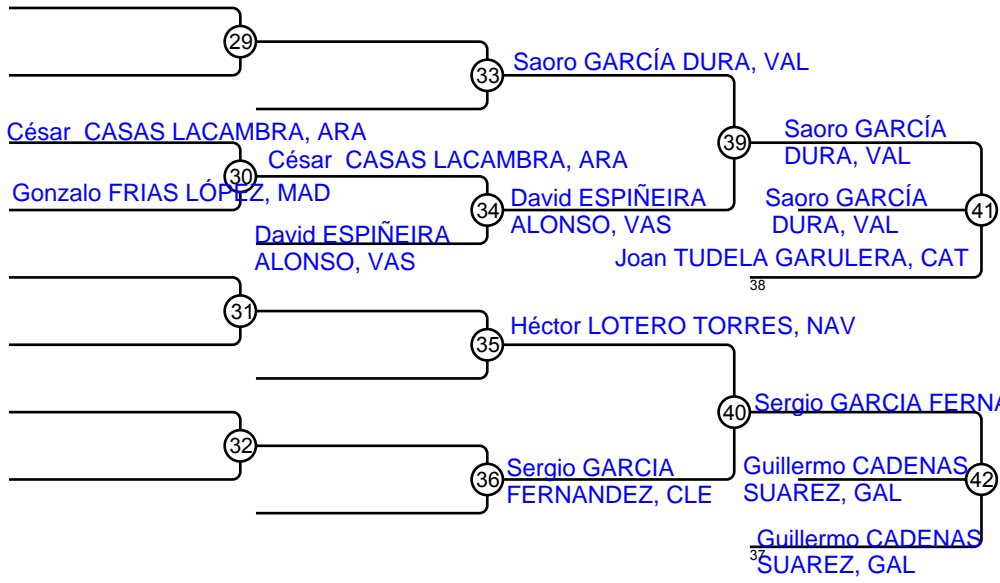 29
33
Saoro GARCÍA DURA, VAL
César CASAS LACAMBRA, ARA
30
César CASAS LACAMBRA, ARA
39
Saoro GARCÍA
DURA, VAL
Gonzalo FRIAS LÓPEZ, MAD
34
David ESPIÑEIRA
ALONSO, VAS
Saoro GARCÍA
DURA, VAL
41
David ESPIÑEIRA
ALONSO, VAS
Joan TUDELA GARULERA, CAT
38
31
35
Héctor LOTERO TORRES, NAV
40
Sergio GARCIA FERNA
32
36
Sergio GARCIA
FERNANDEZ, CLE
Guillermo CADENAS
SUAREZ, GAL
42
Guillermo CADENAS
SUAREZ, GAL
37